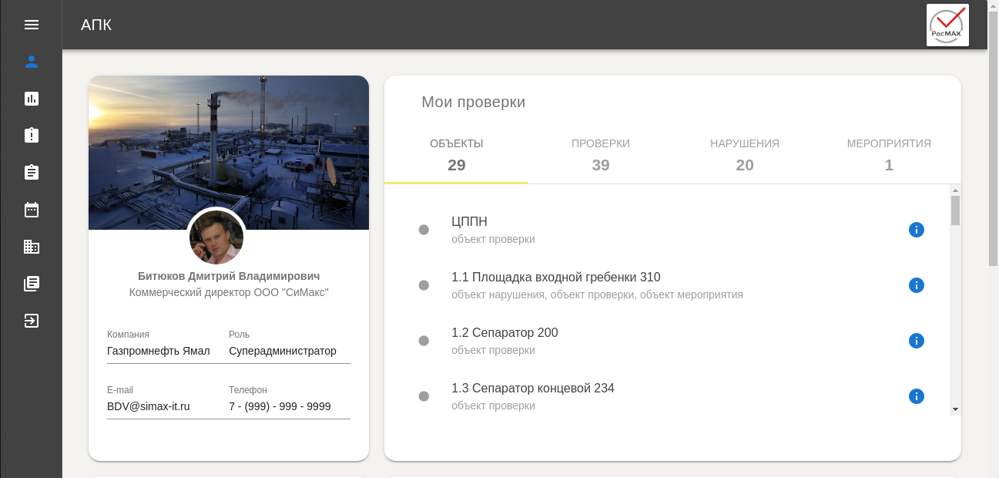 АПК
РосМАХ
Мои проверки
ОБЪЕКТЫ
29
ПРОВЕРКИ
39
НАРУШЕНИЯ
20
МЕРОПРИЯТИЯ
1
ЦППН
объект проверки
1.1 Площадка входной гребенки 310
объект нарушения, объект проверки, объект мероприятия
1.2 Сепаратор 200
объект проверки
1.3 Сепаратор концевой 234
объект проверки
Битюков Дмитрий Владимирович
Коммерческий директор ООО "СиМакс"
Компания
Газпромнефть Ямал
Роль
Суперадминистратор
E-mail
BDV@simax-it.ru
Телефон
7 - (999) - 999 - 9999